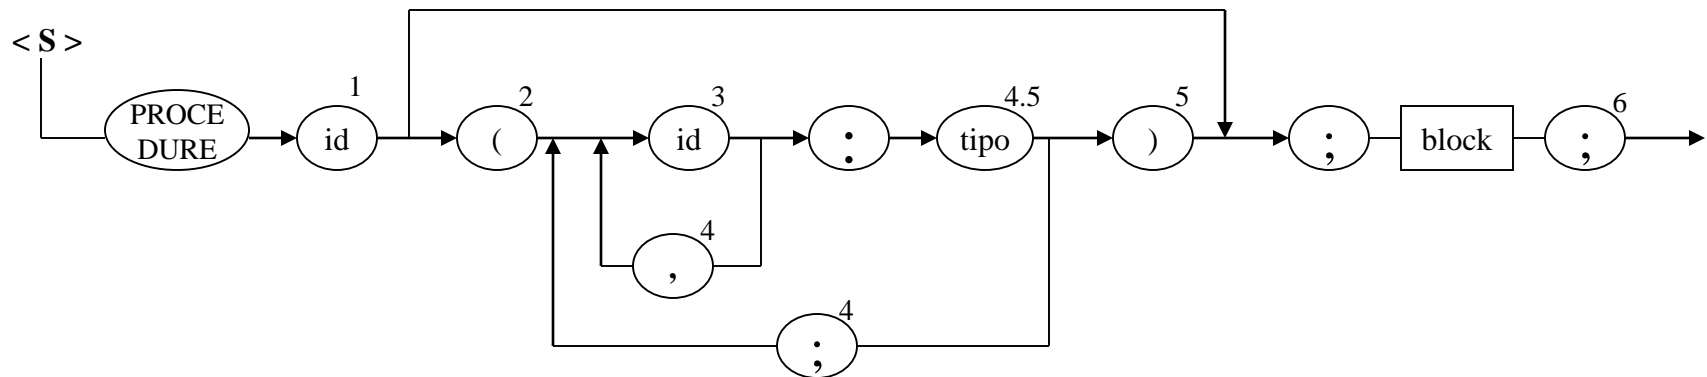 < S >
1 2 3 4.5 5 6
PROCE
DURE
id ( id : tipo ) ; block ;
4
,
4
;